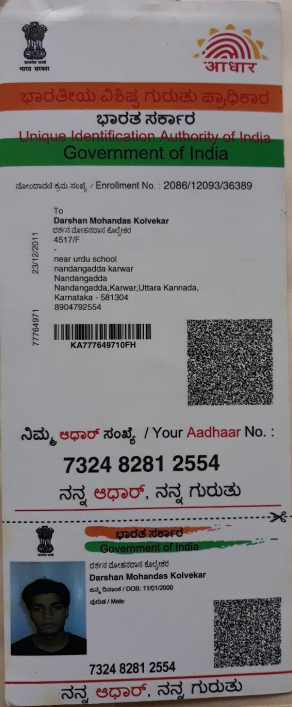 भारत सरकार
आधार
ಭಾರತೀಯ ವಿಶಿಷ್ಟ ಗುರುತು ಪ್ರಾಧಿಕಾರ
ಭಾರತ ಸರ್ಕಾರ
Unique Identification Authority of India
Government of India
ನೋಂದಾವಣೆ ಕ್ರಮ ಸಂಖ್ಯೆ / Enrollment No. : 2086/12093/36389
To
Darshan Mohandas Kolvekar
ದರ್ಶನ ಮೋಹನದಾಸ ಕೊಲ್ವೇಕರ
4517/F
-
near urdu school
nandangadda karwar
Nandangadda
Nandangadda,Karwar,Uttara Kannada,
Karnataka - 581304
8904792554
23/12/2011
77764971
KA777649710FH
ನಿಮ್ಮ ಆಧಾರ್ ಸಂಖ್ಯೆ / Your Aadhaar No. :
7324 8281 2554
ನನ್ನ ಆಧಾರ್, ನನ್ನ ಗುರುತು
ಭಾರತ ಸರ್ಕಾರ
Government of India
ದರ್ಶನ ಮೋಹನದಾಸ ಕೊಲ್ವೇಕರ
Darshan Mohandas Kolvekar
ಜನ್ಮ ದಿನಾಂಕ / DOB: 11/01/2000
ಪುರುಷ / Male
7324 8281 2554
ನನ್ನ ಆಧಾರ್, ನನ್ನ ಗುರುತು